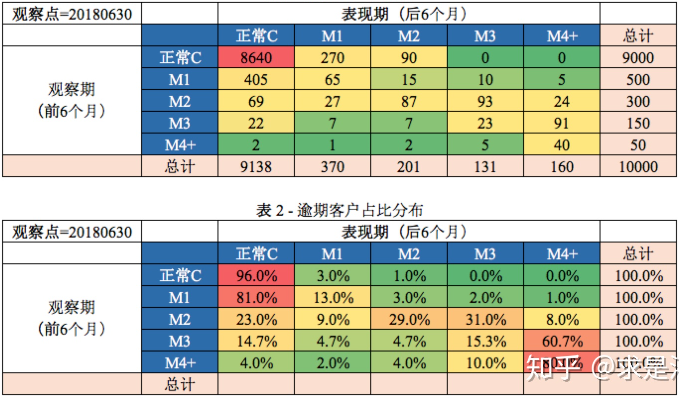 观察点=20180630 表现期（后6个月）
正常C M1 M2 M3 M4+ 总计
观察期（前6个月） 正常C 8640 270 90 0 0 9000
M1 405 65 15 10 5 500
M2 69 27 87 93 24 300
M3 22 7 7 23 91 150
M4+ 2 1 2 5 40 50
总计 9138 370 201 131 160 10000
表 2 - 逾期客户占比分布
观察点=20180630 表现期（后6个月）
正常C M1 M2 M3 M4+ 总计
观察期（前6个月） 正常C 96.0% 3.0% 1.0% 0.0% 0.0% 100.0%
M1 81.0% 13.0% 3.0% 2.0% 1.0% 100.0%
M2 23.0% 9.0% 29.0% 31.0% 8.0% 100.0%
M3 14.7% 4.7% 4.7% 15.3% 60.7% 100.0%
M4+ 4.0% 2.0% 4.0% 10.0% 80.0% 100.0%
总计
知乎 @求是